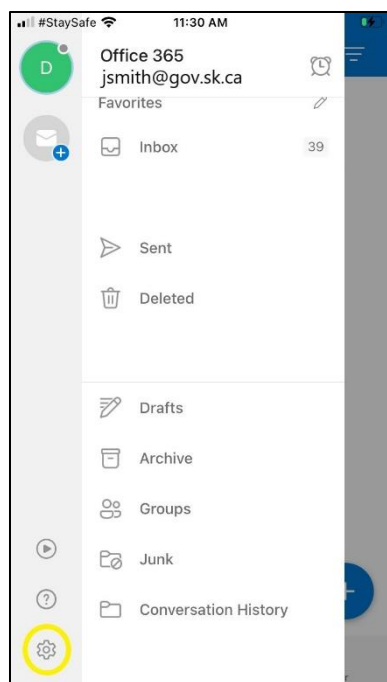 #StaySafe 11:30 AM
D
Office 365
jsmith@gov.sk.ca
Favorites
Inbox 39
Sent
Deleted
Drafts
Archive
Groups
Junk
Conversation History
?